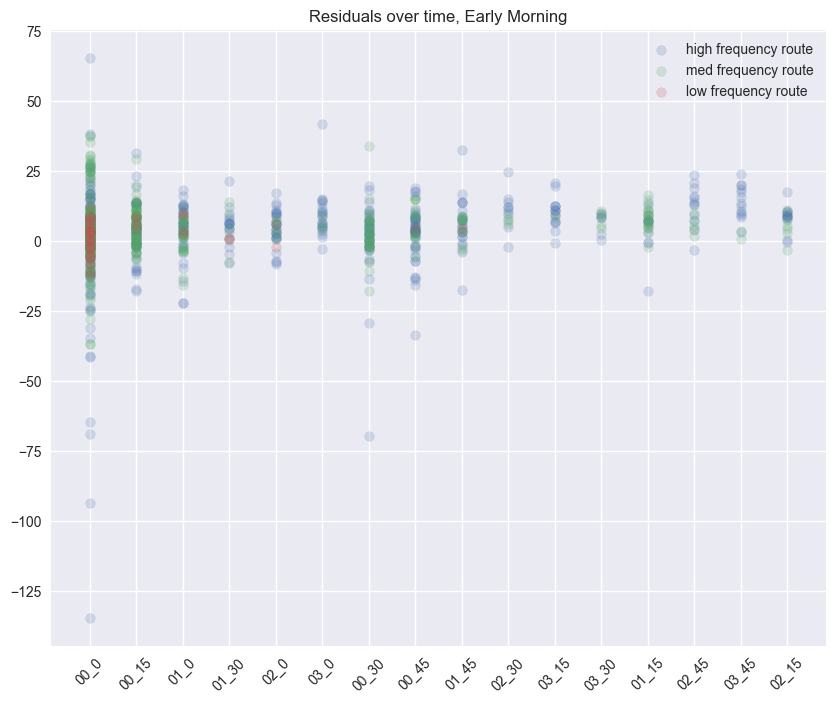 Residuals over time, Early Morning
high frequency route
med frequency route
low frequency route
75
50
25
0
−25
−50
−75
−100
−125
00_0 00_15 01_0 01_30 02_0 03_0 00_30 00_45 01_45 02_30 03_15 03_30 01_15 02_45 03_45 02_15